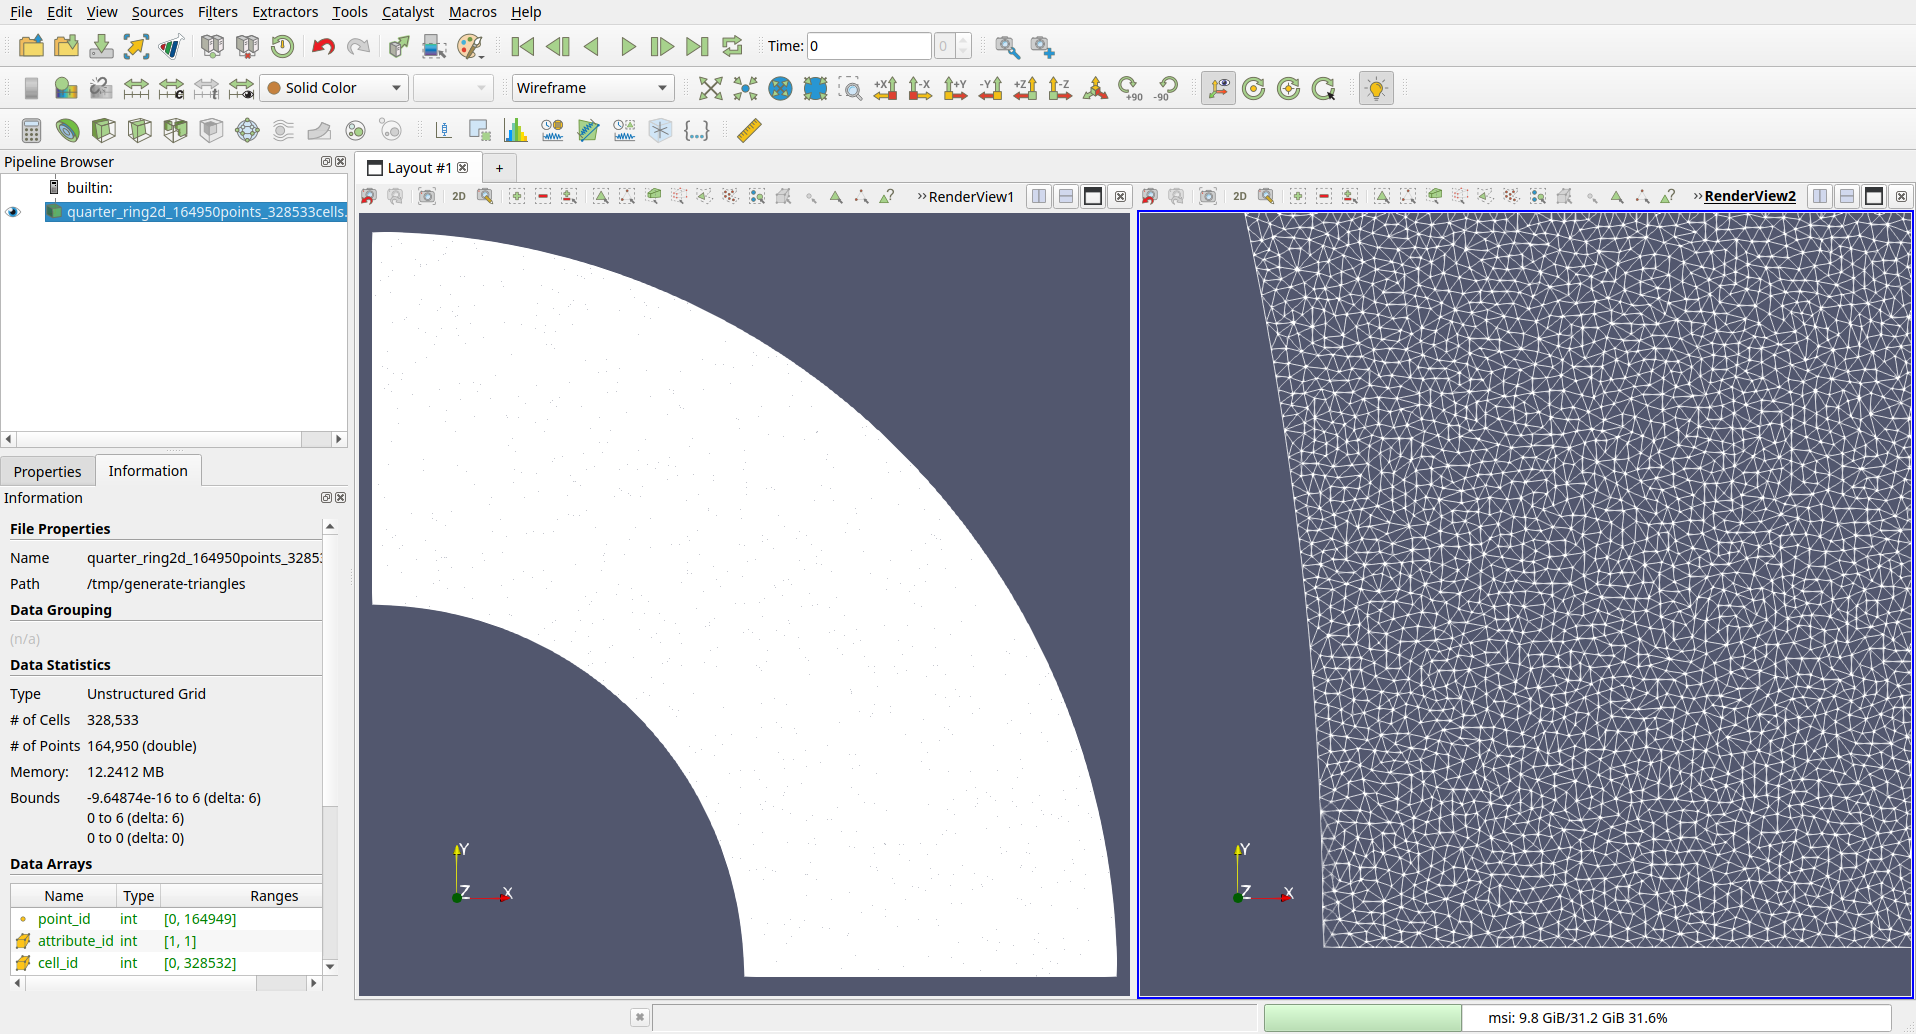 File Edit View Sources Filters Extractors Tools Catalyst Macros Help
Time: 0 0
Solid Color Wireframe +X -X +Y -Y +Z -Z +90 -90
Pipeline Browser
builtin:
quarter_ring2d_164950points_328533cells.
Layout #1 +
2D RenderView1
2D RenderView2
Properties Information
Information
File Properties
Name quarter_ring2d_164950points_3285
Path /tmp/generate-triangles
Data Grouping
(n/a)
Data Statistics
Type Unstructured Grid
# of Cells 328,533
# of Points 164,950 (double)
Memory: 12.2412 MB
Bounds -9.64874e-16 to 6 (delta: 6)
0 to 6 (delta: 6)
0 to 0 (delta: 0)
Data Arrays
Name Type Ranges
point_id int [0, 164949]
attribute_id int [1, 1]
cell_id int [0, 328532]
Y
Z X
Y
Z X
msi: 9.8 GiB/31.2 GiB 31.6%